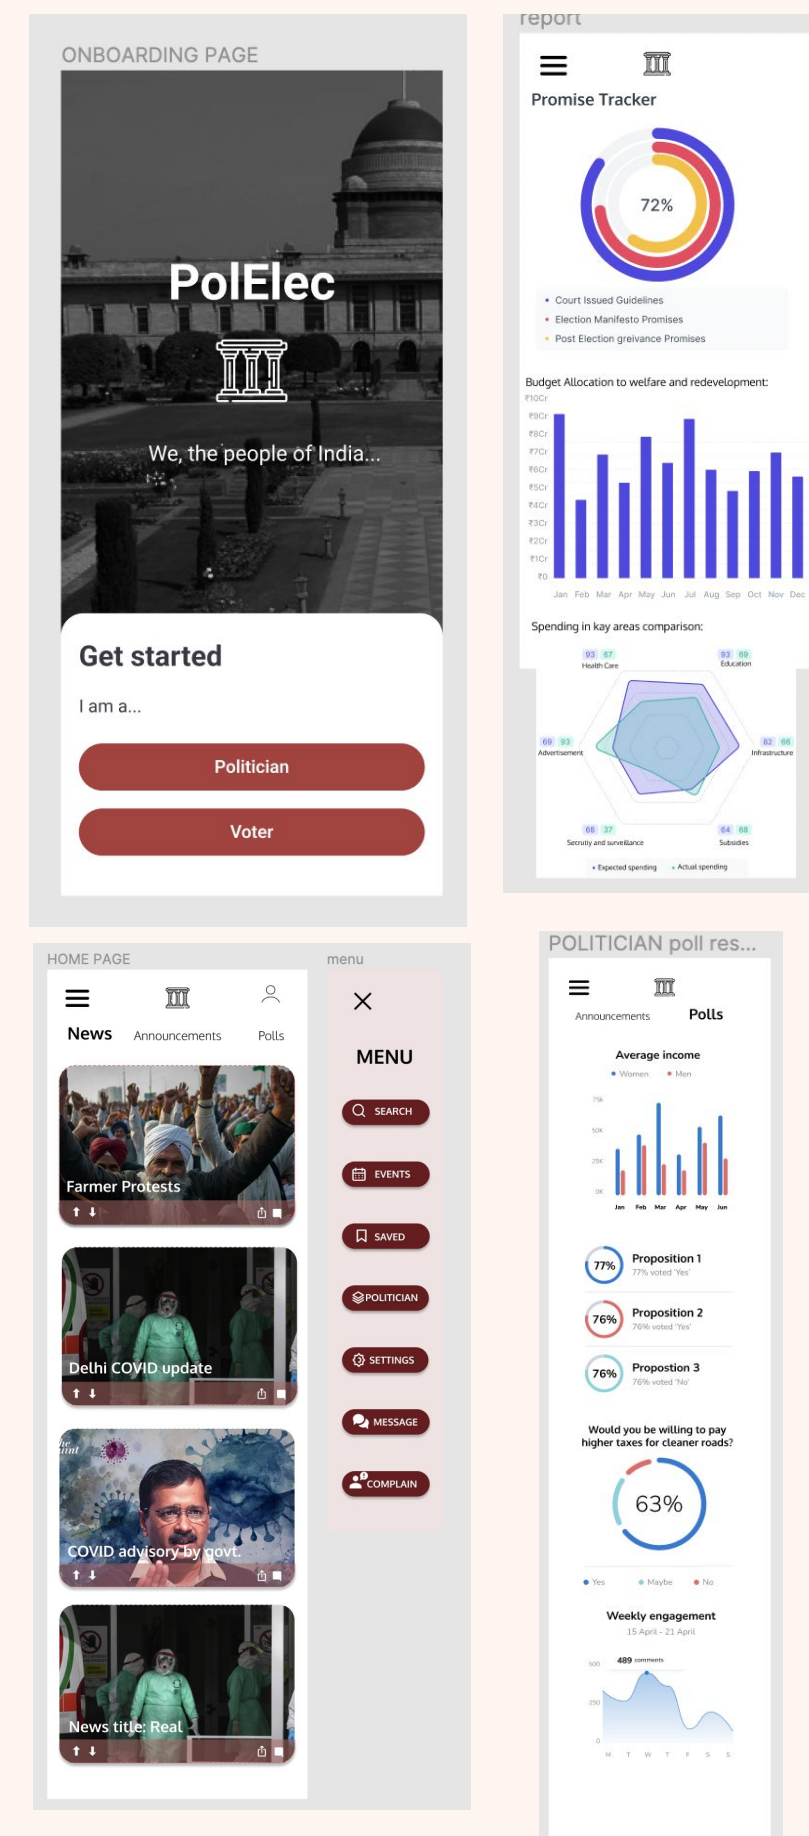 ONBOARDING PAGE
PolElec
We, the people of India...
Get started
I am a...
Politician
Voter
report
Promise Tracker
72%
Court Issued Guidelines
Election Manifesto Promises
Post Election greivance Promises
Budget Allocation to welfare and redevelopment:
₹10Cr
₹9Cr
₹8Cr
₹7Cr
₹6Cr
₹5Cr
₹4Cr
₹3Cr
₹2Cr
₹1Cr
₹0
Jan Feb Mar Apr May Jun Jul Aug Sep Oct Nov Dec
Spending in kay areas comparison:
93 67
Health Care
93 69
Education
69 93
Advertisement
82 66
Infrastructure
68 37
Secrutiy and surveillance
64 68
Subsidies
Expected spending Actual spending
HOME PAGE
News Announcements Polls
Farmer Protests
Delhi COVID update
COVID advisory by govt.
News title: Real
menu
MENU
SEARCH
EVENTS
SAVED
POLITICIAN
SETTINGS
MESSAGE
COMPLAIN
POLITICIAN poll res...
Announcements Polls
Average income
Women Men
75K
50K
25K
0K
Jan Feb Mar Apr May Jun
77% Proposition 1
77% voted 'Yes'
76% Proposition 2
76% voted 'Yes'
76% Propostion 3
76% voted 'No'
Would you be willing to pay
higher taxes for cleaner roads?
63%
Yes Maybe No
Weekly engagement
15 April - 21 April
489 comments
500
250
0
M T W T F S S